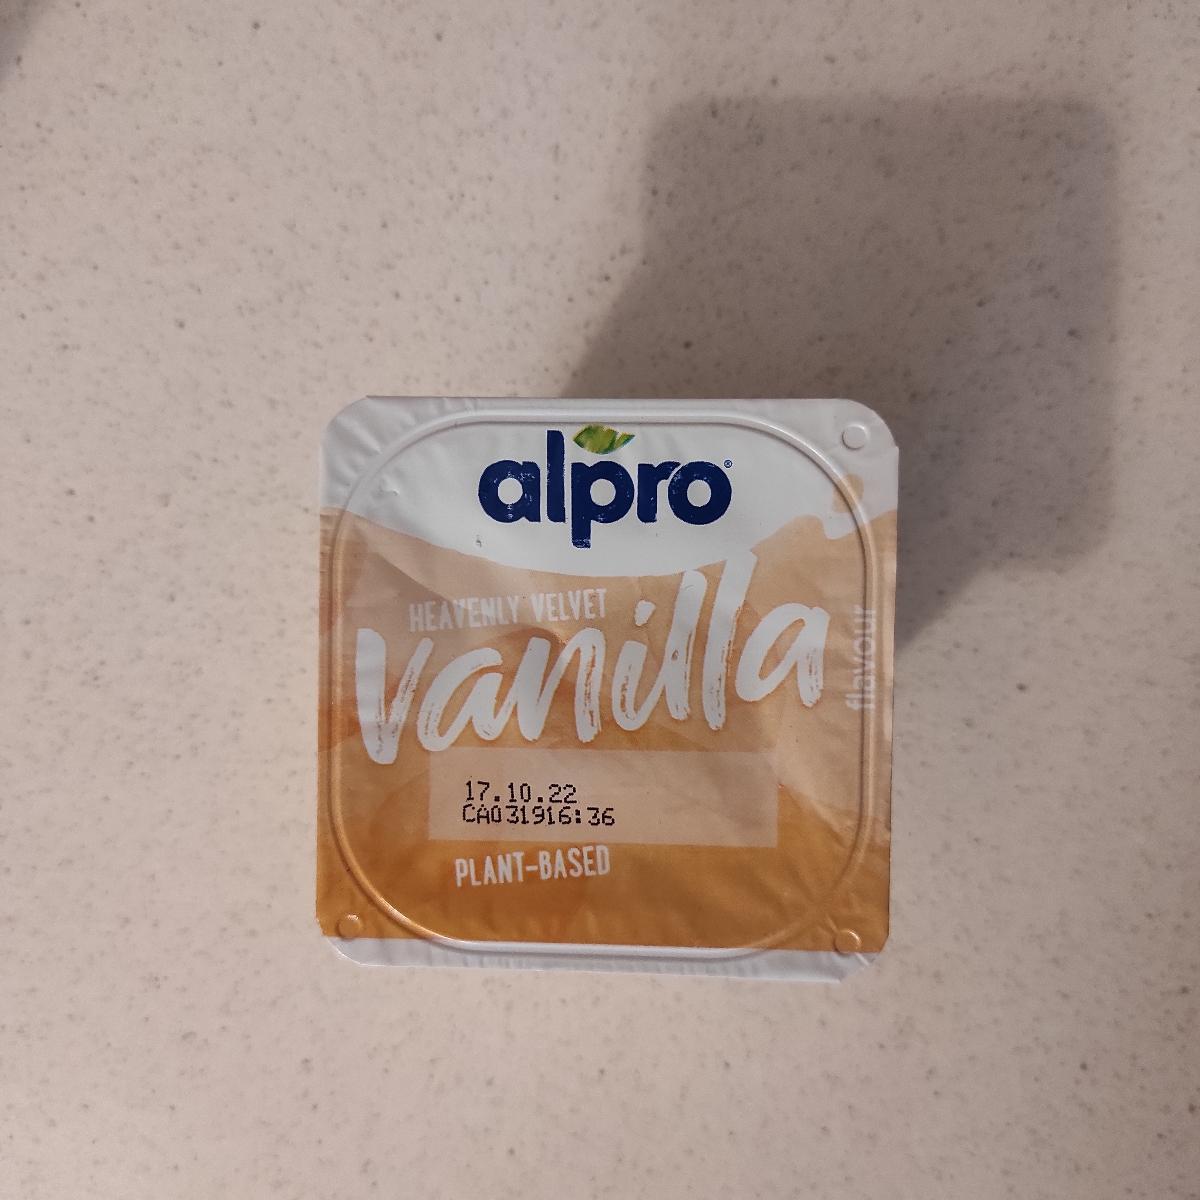 alpro®
HEAVENLY VELVET
vanilla
flavour
17.10.22
CA031916:36
PLANT-BASED